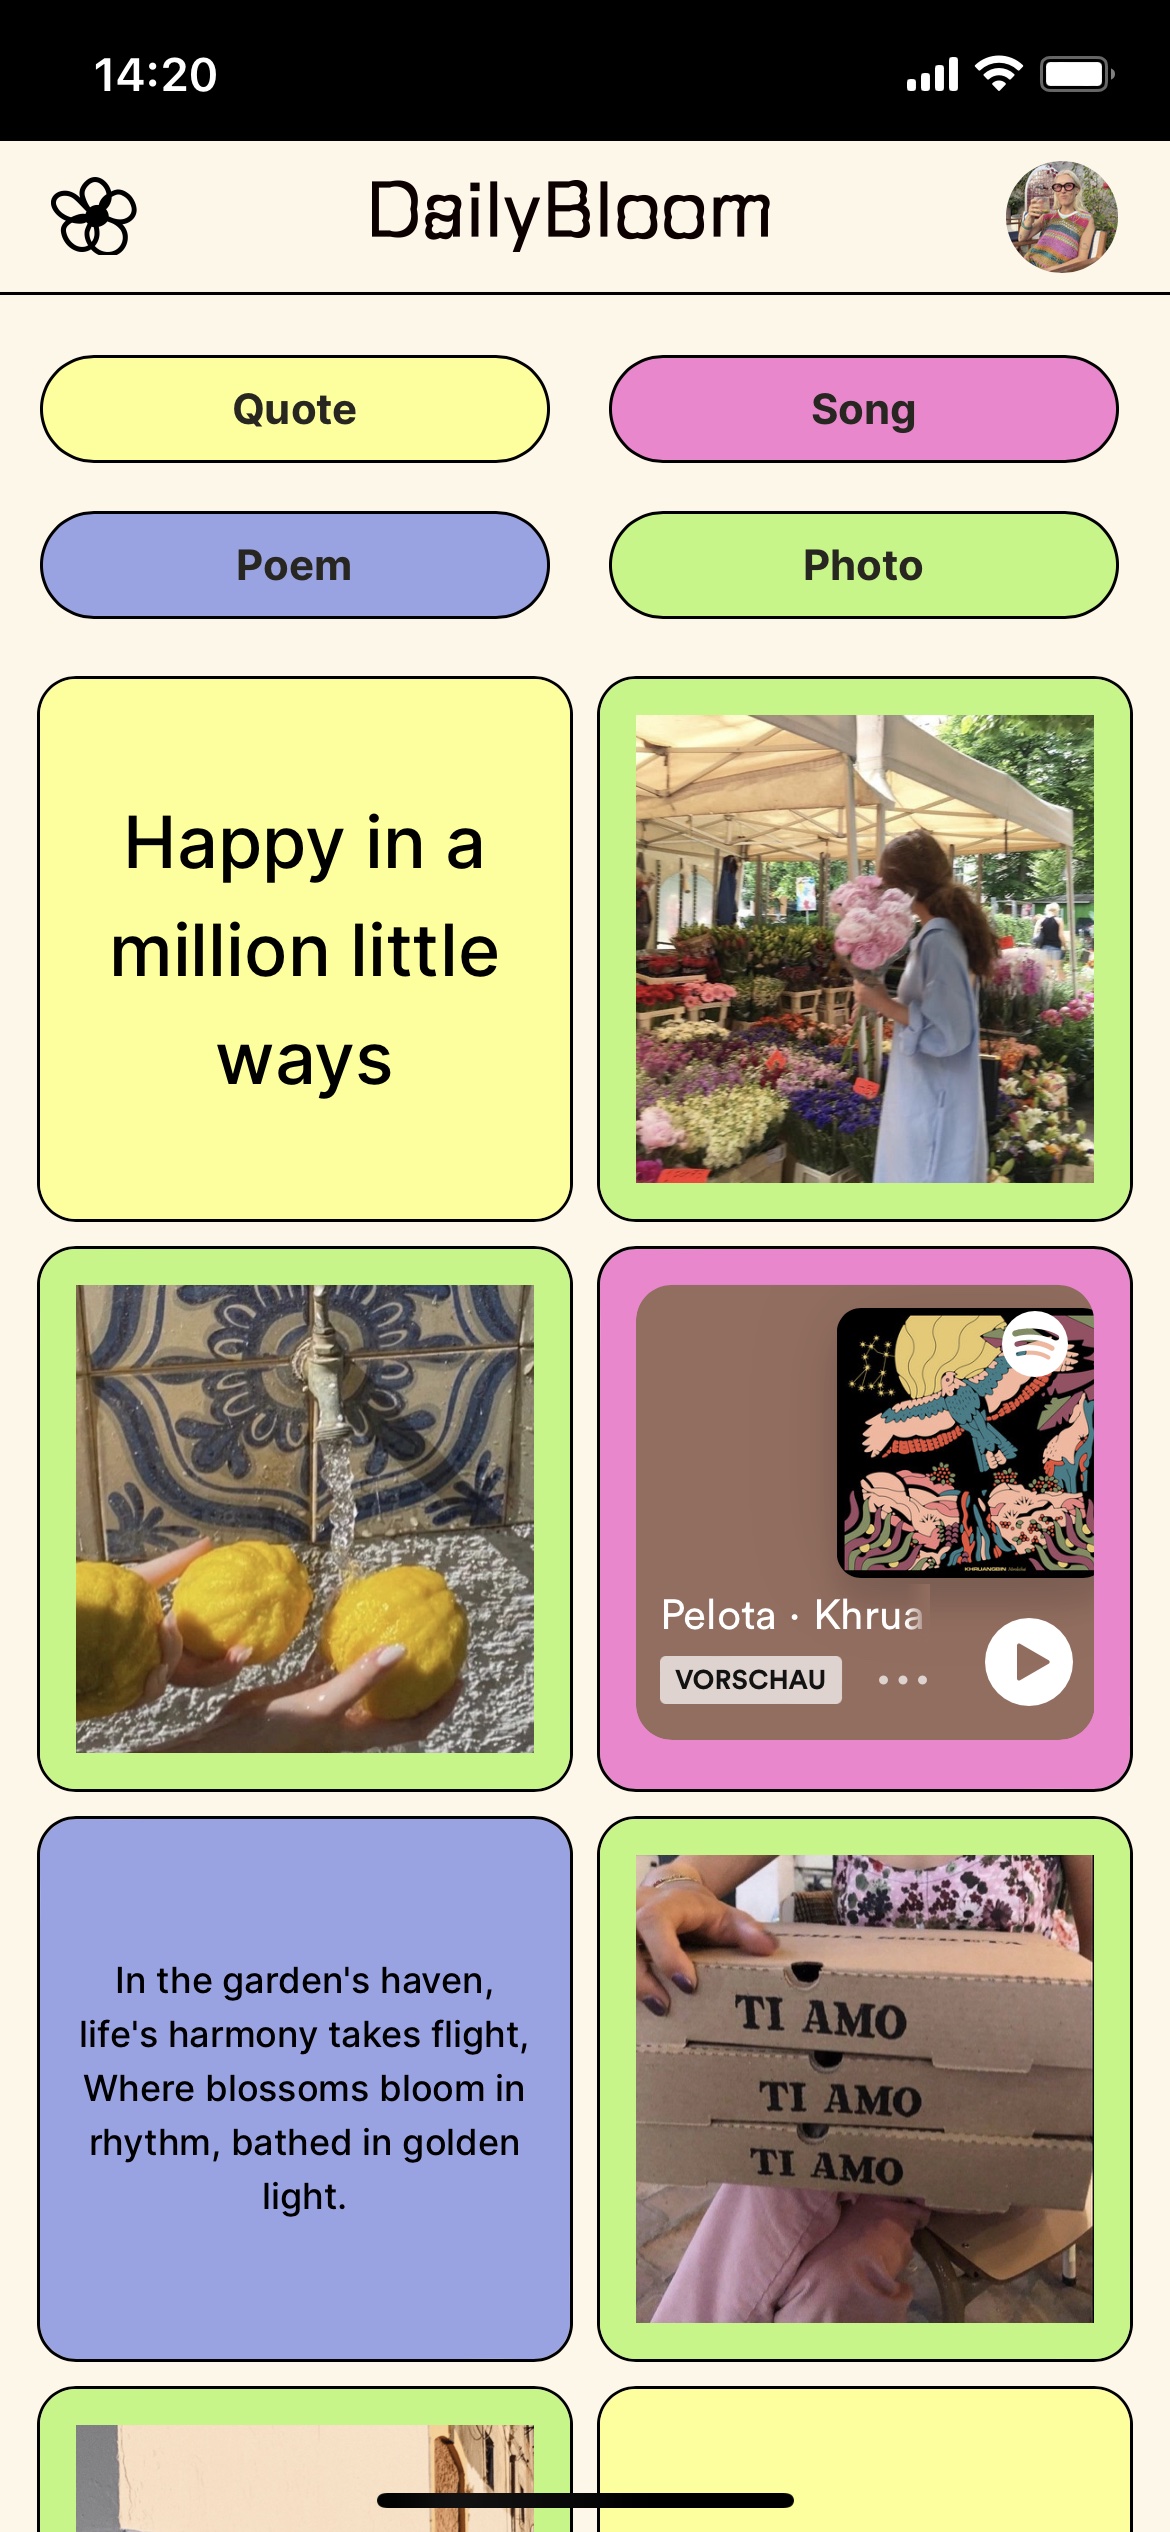 14:20
DailyBloom
Quote
Song
Poem
Photo
Happy in a
million little
ways
Pelota · Khrua
VORSCHAU
In the garden's haven,
life's harmony takes flight,
Where blossoms bloom in
rhythm, bathed in golden
light.
TI AMO
TI AMO
TI AMO